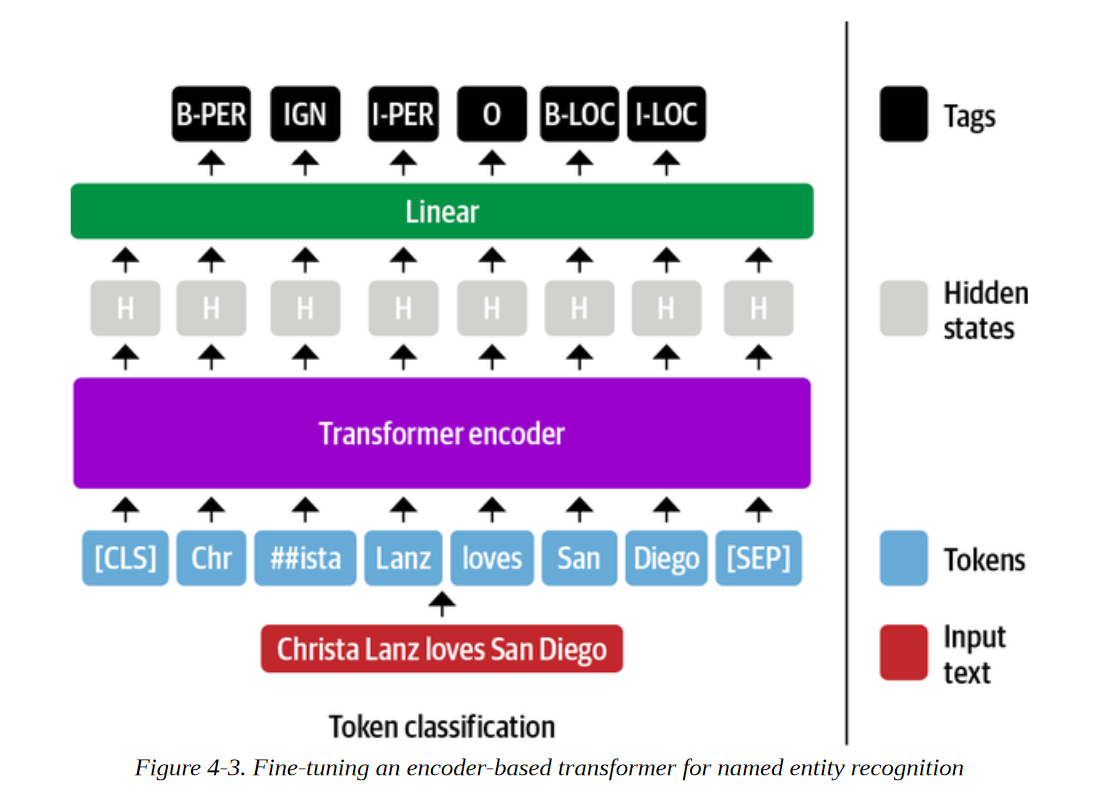 B-PER IGN I-PER O B-LOC I-LOC
Linear
H H H H H H H H
Transformer encoder
[CLS] Chr ##ista Lanz loves San Diego [SEP]
Christa Lanz loves San Diego
Token classification
Tags
Hidden
states
Tokens
Input
text
Figure 4-3. Fine-tuning an encoder-based transformer for named entity recognition